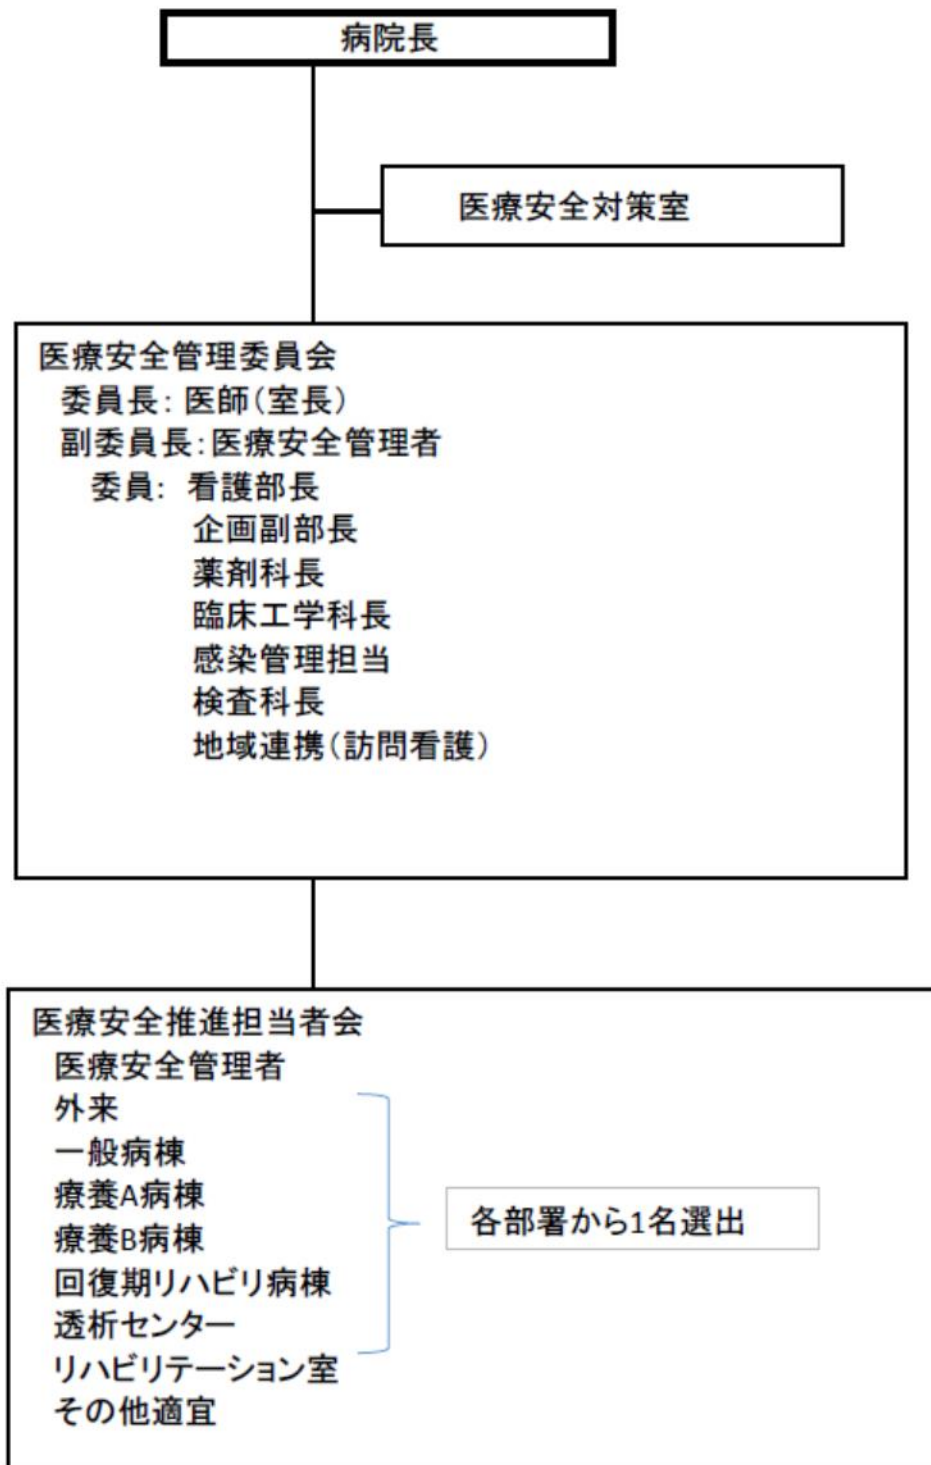 病院長
医療安全対策室
医療安全管理委員会
委員長：医師（室長）
副委員長：医療安全管理者
委員： 看護部長
企画副部長
薬剤科長
臨床工学科長
感染管理担当
検査科長
地域連携（訪問看護）
医療安全推進担当者会
医療安全管理者
外来
一般病棟
療養A病棟
療養B病棟
回復期リハビリ病棟
透析センター
リハビリテーション室
その他適宜
各部署から1名選出